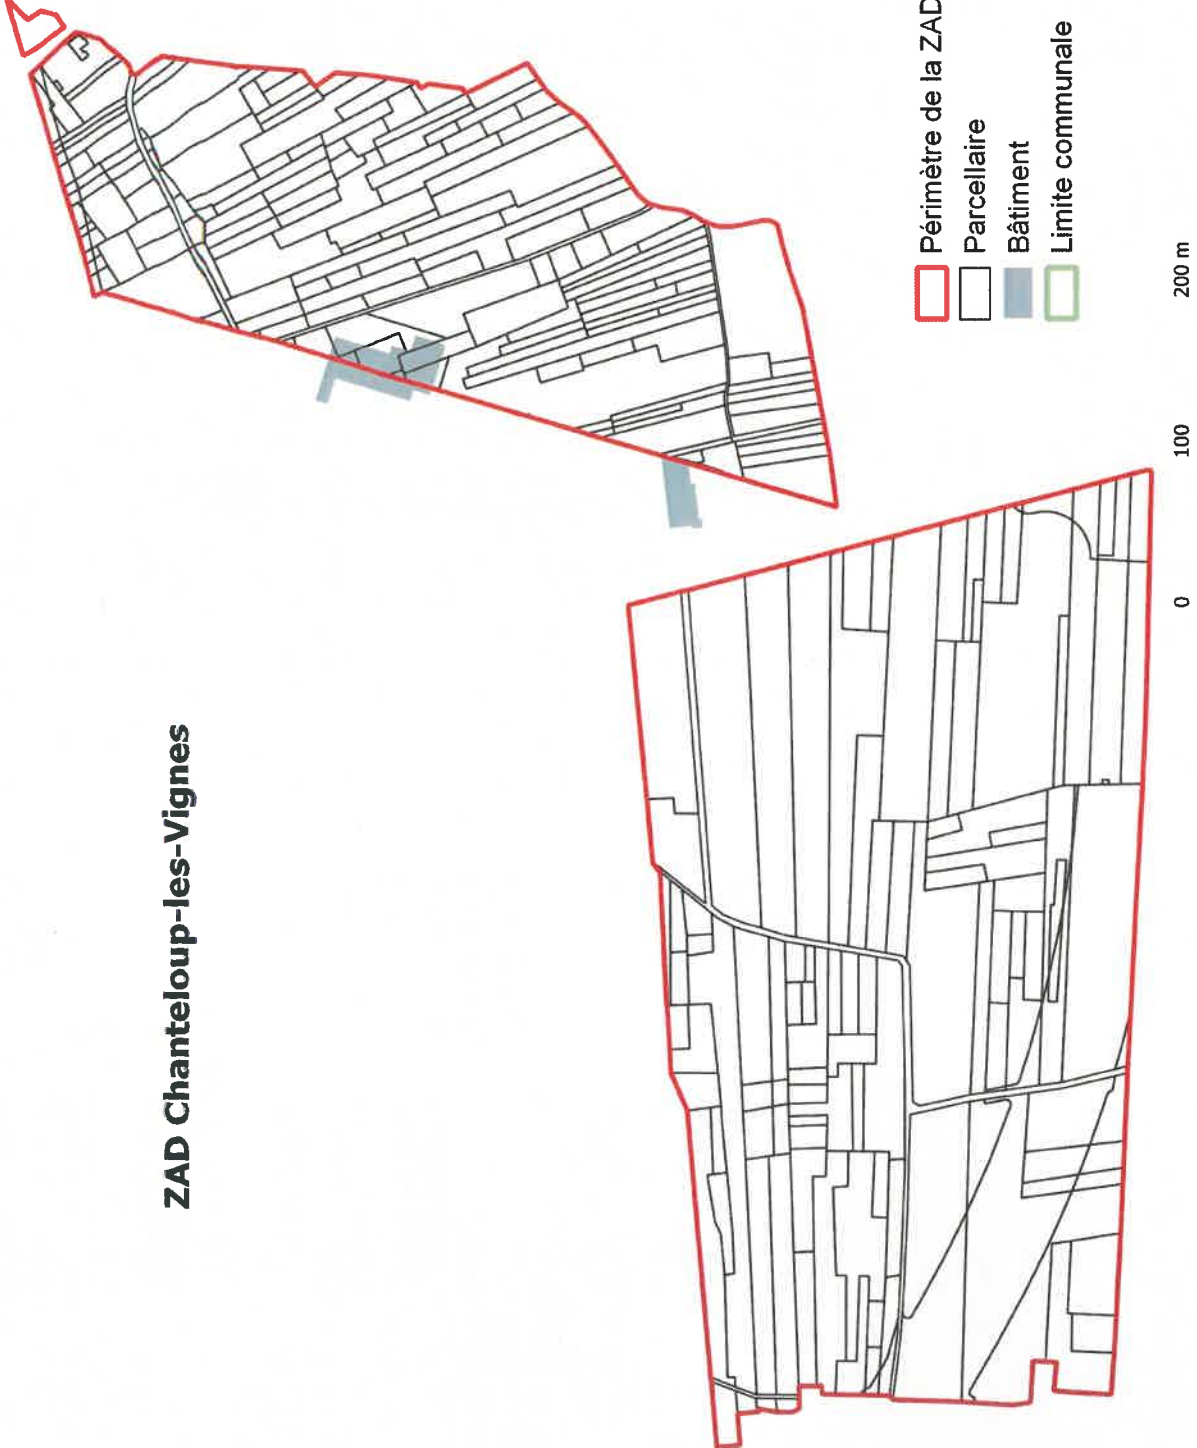 ZAD Chanteloup-les-Vignes
Périmètre de la ZAD
Parcellaire
Bâtiment
Limite communale
0 100 200 m